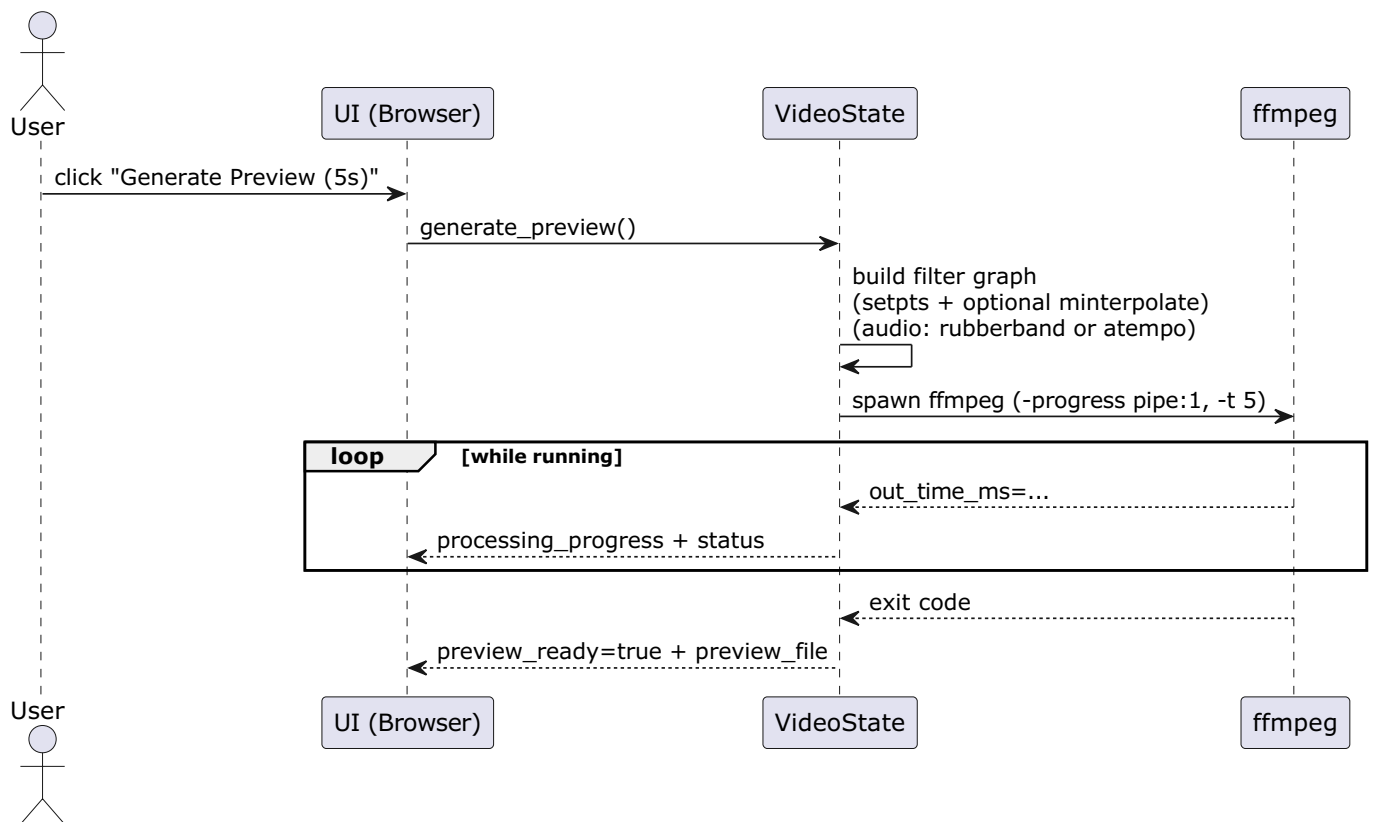 User
UI (Browser)
VideoState
ffmpeg
click "Generate Preview (5s)"
generate_preview()
build filter graph
(setpts + optional minterpolate)
(audio: rubberband or atempo)
spawn ffmpeg (-progress pipe:1, -t 5)
loop
[while running]
out_time_ms=...
processing_progress + status
exit code
preview_ready=true + preview_file
User
UI (Browser)
VideoState
ffmpeg